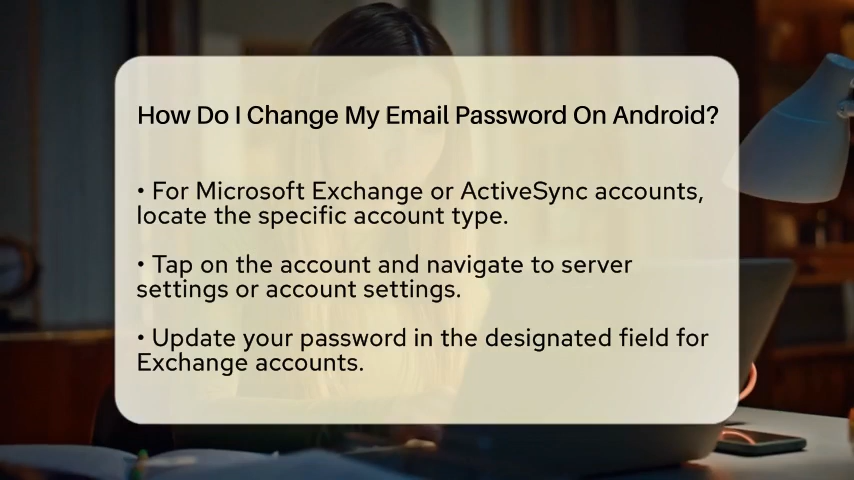 How Do I Change My Email Password On Android?
• For Microsoft Exchange or ActiveSync accounts,
locate the specific account type.
• Tap on the account and navigate to server
settings or account settings.
• Update your password in the designated field for
Exchange accounts.